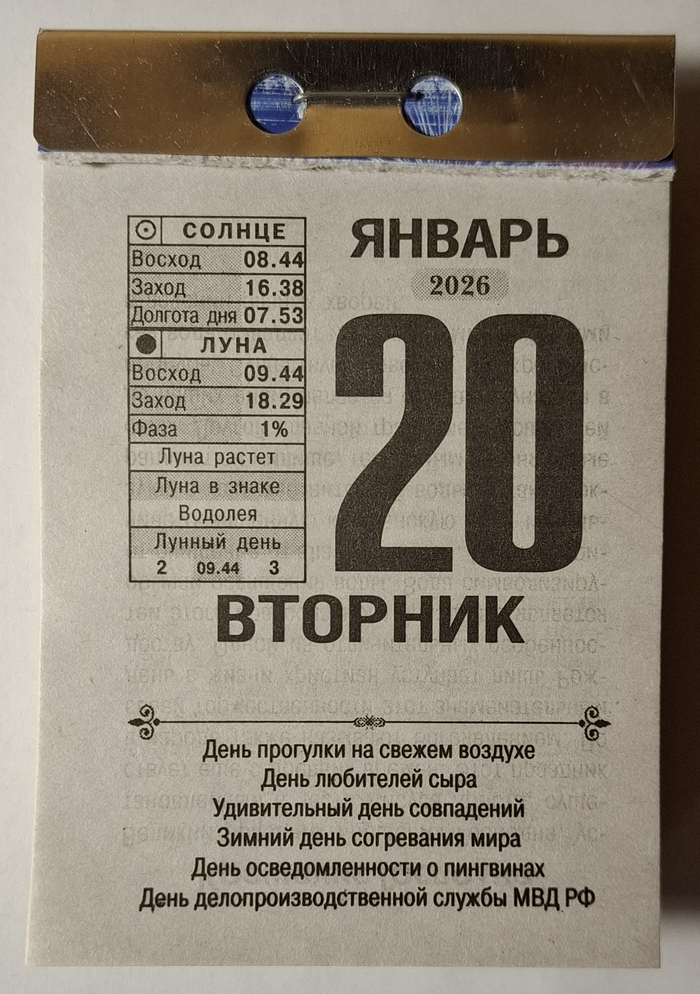 СОЛНЦЕ
Восход 08.44
Заход 16.38
Долгота дня 07.53
ЛУНА
Восход 09.44
Заход 18.29
Фаза 1%
Луна растет
Луна в знаке
Водолея
Лунный день
2 09.44 3
ЯНВАРЬ
2026
20
ВТОРНИК
День прогулки на свежем воздухе
День любителей сыра
Удивительный день совпадений
Зимний день согревания мира
День осведомленности о пингвинах
День делопроизводственной службы МВД РФ